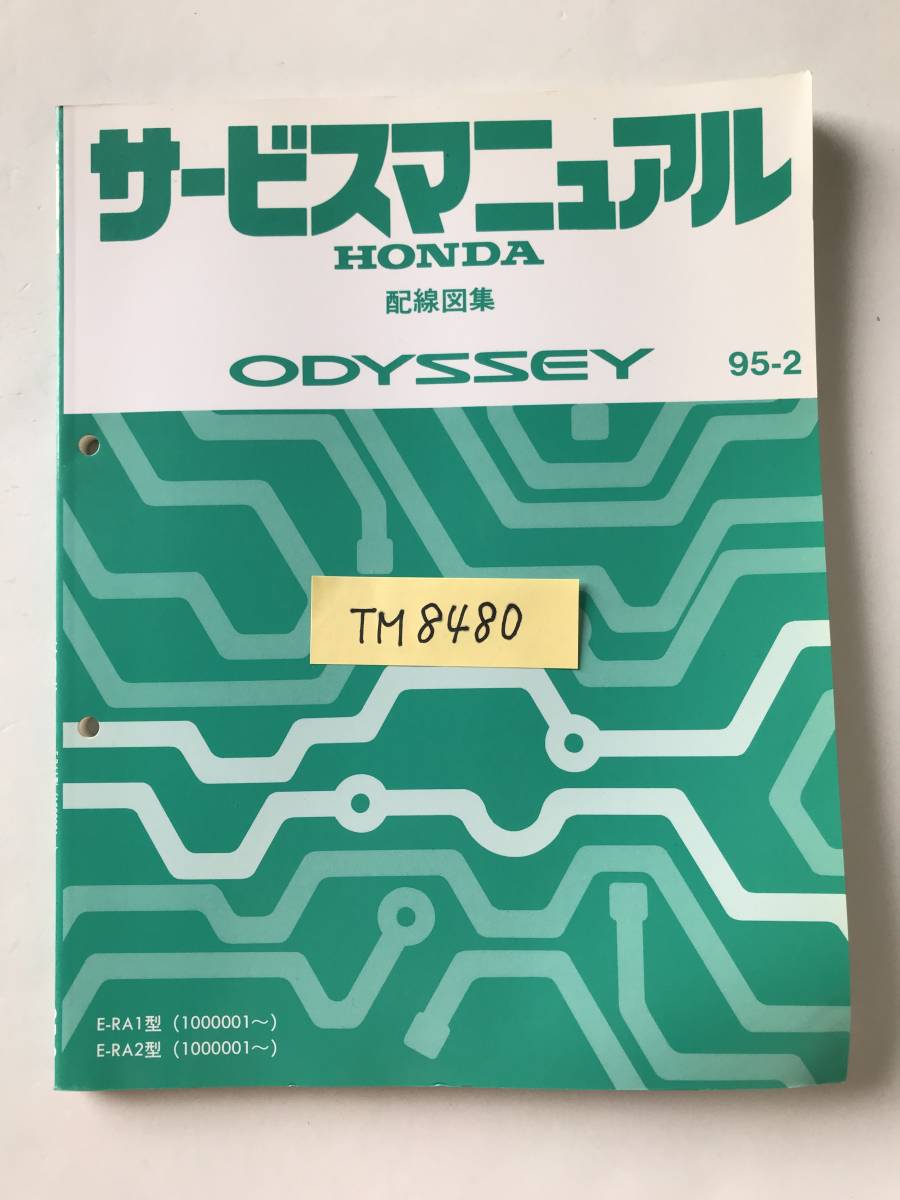 サービスマニュアル
HONDA
配線図集
ODYSSEY 95-2
TM8480
E-RA1型 (1000001～)
E-RA2型 (1000001～)